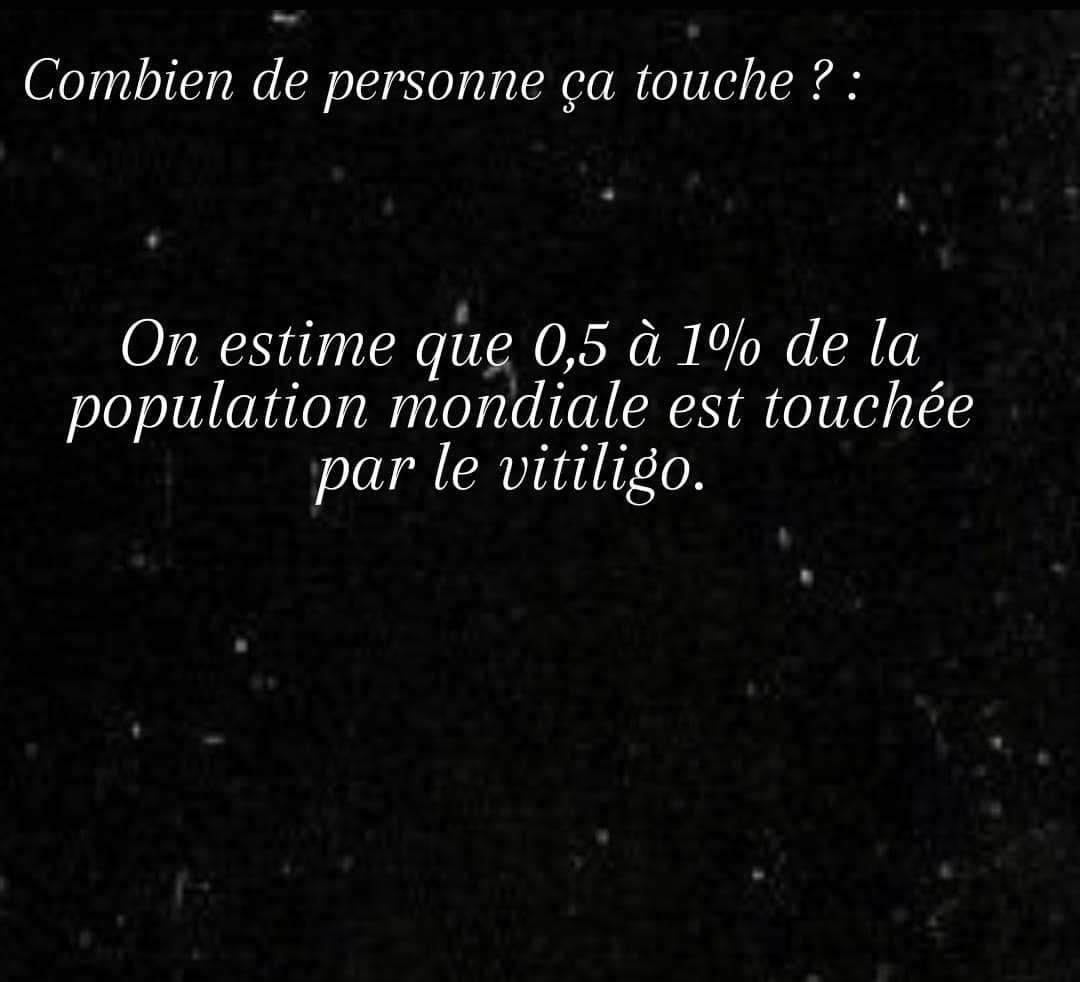 Combien de personne ça touche ? :
On estime que 0,5 à 1% de la
population mondiale est touchée
par le vitiligo.